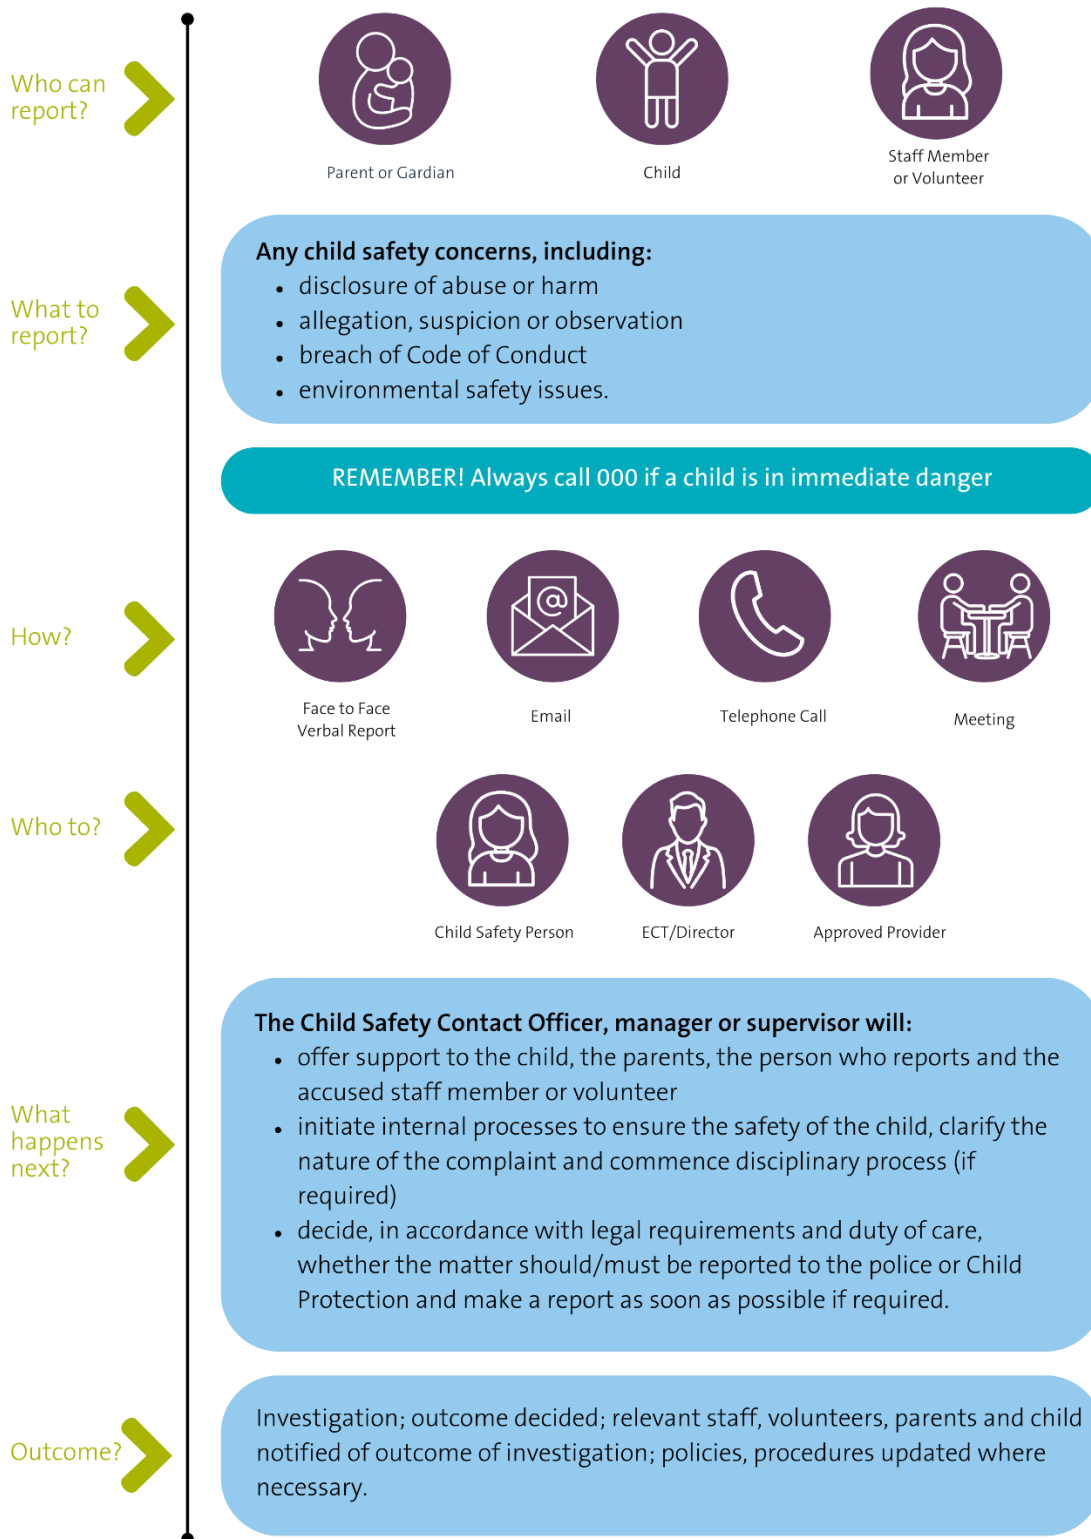 Who can
report?
Parent or Gardian
Child
Staff Member
or Volunteer
What to
report?
Any child safety concerns, including:
• disclosure of abuse or harm
• allegation, suspicion or observation
• breach of Code of Conduct
• environmental safety issues.
REMEMBER! Always call 000 if a child is in immediate danger
How?
@
Face to Face
Verbal Report
Email
Telephone Call
Meeting
Who to?
Child Safety Person
ECT/Director
Approved Provider
What
happens
next?
The Child Safety Contact Officer, manager or supervisor will:
• offer support to the child, the parents, the person who reports and the
accused staff member or volunteer
• initiate internal processes to ensure the safety of the child, clarify the
nature of the complaint and commence disciplinary process (if
required)
• decide, in accordance with legal requirements and duty of care,
whether the matter should/must be reported to the police or Child
Protection and make a report as soon as possible if required.
Outcome?
Investigation; outcome decided; relevant staff, volunteers, parents and child
notified of outcome of investigation; policies, procedures updated where
necessary.